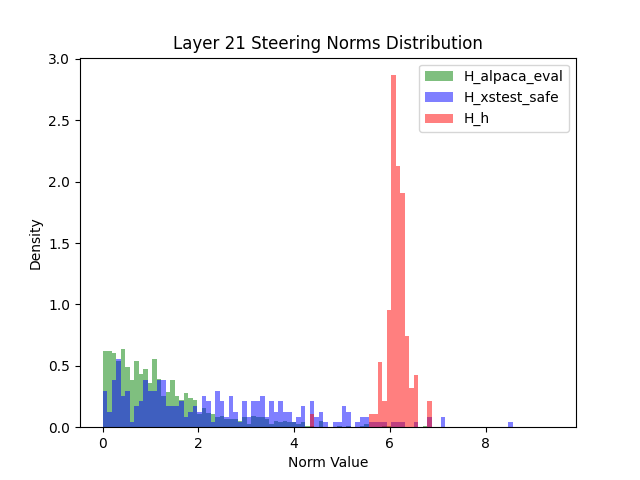 Layer 21 Steering Norms Distribution
3.0
2.5
2.0
1.5
1.0
0.5
0.0
Density
H_alpaca_eval
H_xstest_safe
H_h
0 2 4 6 8
Norm Value